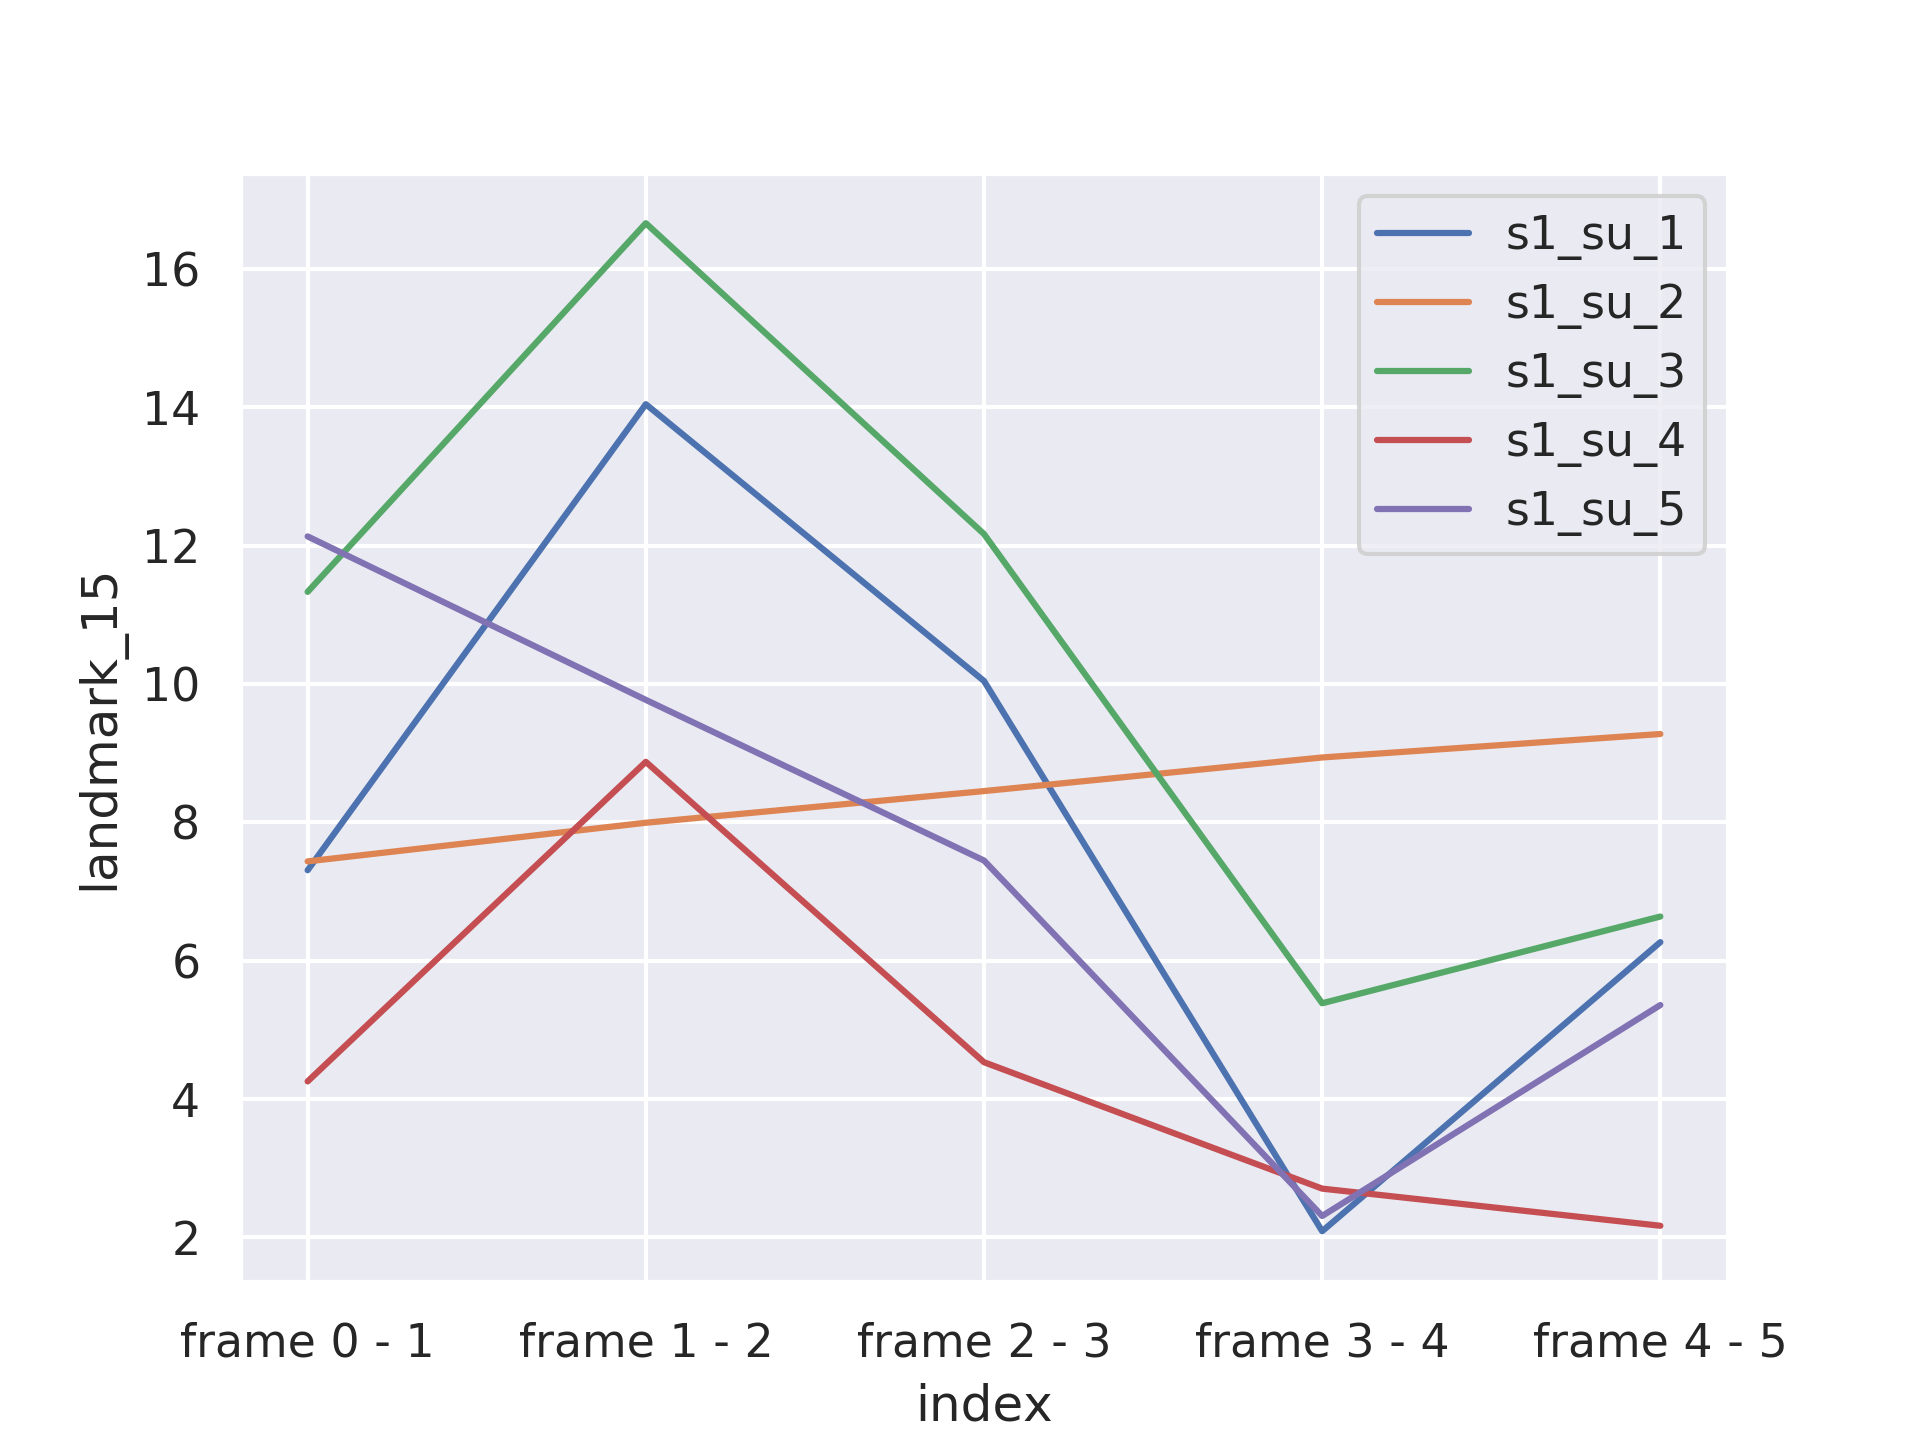 s1_su_1
s1_su_2
s1_su_3
s1_su_4
s1_su_5
16
14
12
10
8
6
4
2
landmark_15
frame 0 - 1
frame 1 - 2
frame 2 - 3
frame 3 - 4
frame 4 - 5
index